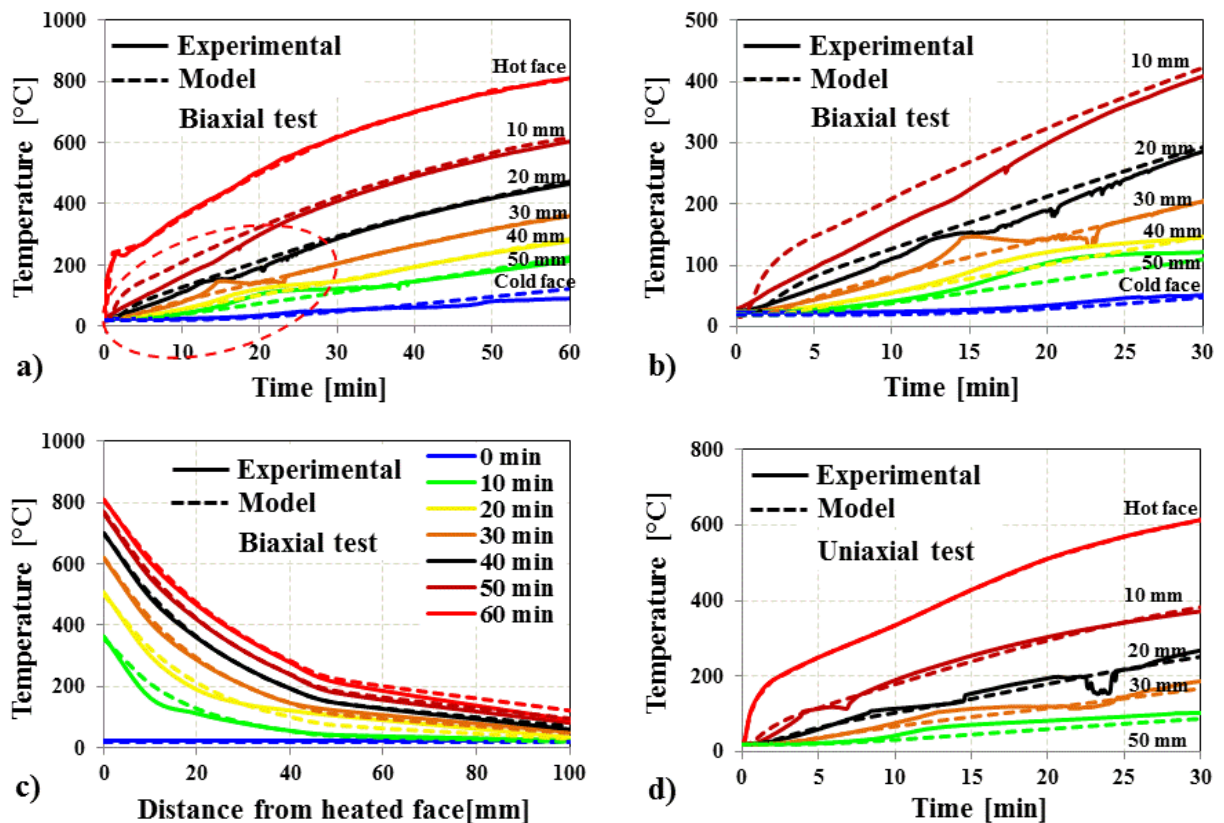 1000
800
600
400
200
0
Temperature [°C]
Experimental
Model
Biaxial test
Hot face
10 mm
20 mm
30 mm
40 mm
50 mm
Cold face
0 10 20 30 40 50 60
Time [min]
a)
500
400
300
200
100
0
Temperature [°C]
Experimental
Model
Biaxial test
10 mm
20 mm
30 mm
40 mm
50 mm
Cold face
0 5 10 15 20 25 30
Time [min]
b)
1000
800
600
400
200
0
Temperature [°C]
Experimental
Model
Biaxial test
0 min
10 min
20 min
30 min
40 min
50 min
60 min
0 20 40 60 80 100
Distance from heated face[mm]
c)
800
600
400
200
0
Temperature [°C]
Experimental
Model
Uniaxial test
Hot face
10 mm
20 mm
30 mm
50 mm
0 5 10 15 20 25 30
Time [min]
d)